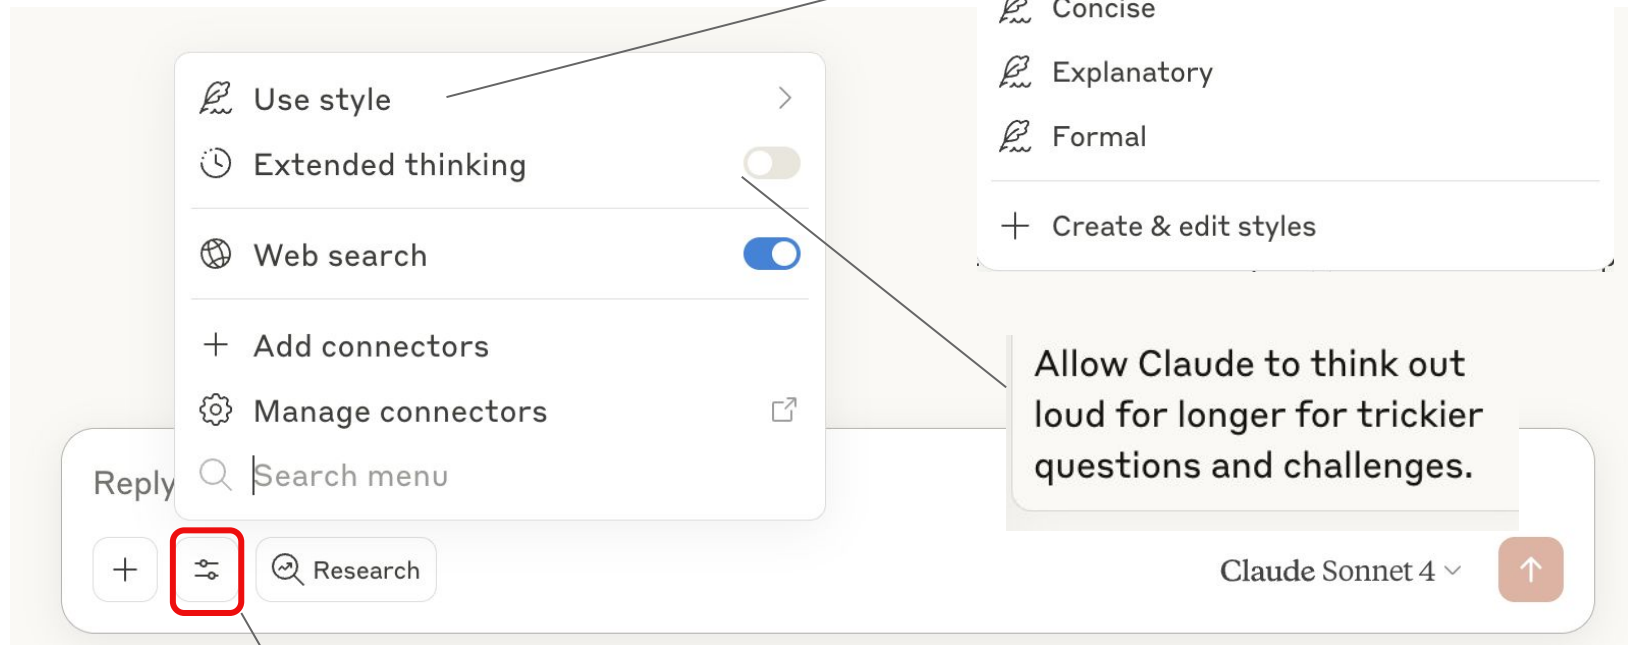 Use style
Extended thinking
Web search
Add connectors
Manage connectors
Search menu
Concise
Explanatory
Formal
Create & edit styles
Allow Claude to think out
loud for longer for trickier
questions and challenges.
Reply
Research
Claude Sonnet 4